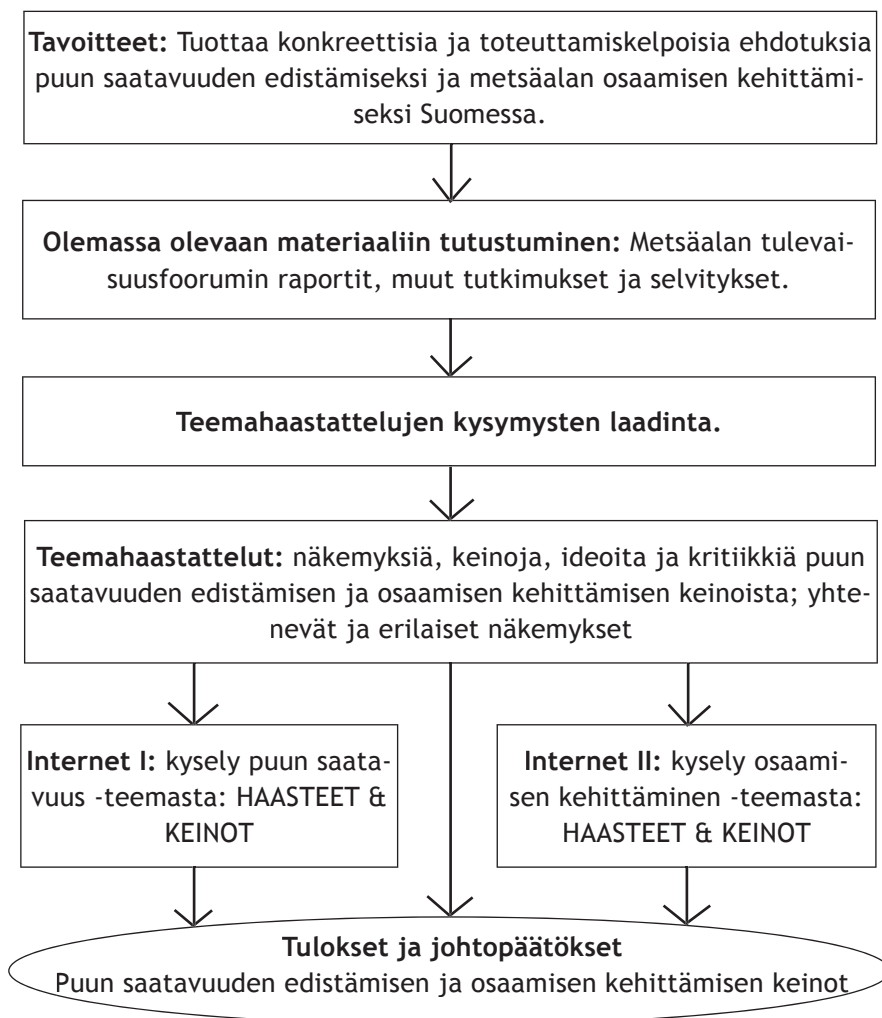 Tavoitteet: Tuottaa konkreettisia ja toteuttamiskelpoisia ehdotuksia
puun saatavuuden edistämiseksi ja metsäalan osaamisen kehittämi-
seksi Suomessa.
Olemassa olevaan materiaaliin tutustuminen: Metsäalan tulevai-
suusfoorumin raportit, muut tutkimukset ja selvitykset.
Teemahaastattelujen kysymysten laadinta.
Teemahaastattelut: näkemyksiä, keinoja, ideoita ja kritiikkiä puun
saatavuuden edistämisen ja osaamisen kehittämisen keinoista; yhte-
nevät ja erilaiset näkemykset
Internet I: kysely puun saata-
vuus -teemasta: HAASTEET &
KEINOT
Internet II: kysely osaami-
sen kehittäminen -teemasta:
HAASTEET & KEINOT
Tulokset ja johtopäätökset
Puun saatavuuden edistämisen ja osaamisen kehittämisen keinot